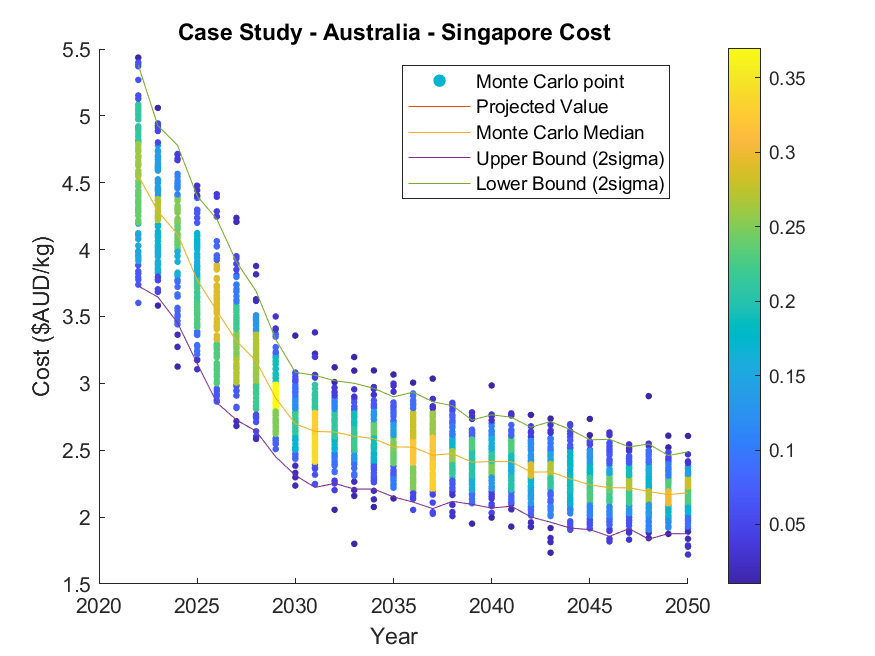 Case Study - Australia - Singapore Cost
5.5
5
4.5
4
3.5
3
2.5
2
1.5
Cost ($AUD/kg)
2020
2025
2030
2035
2040
2045
2050
Year
Monte Carlo point
Projected Value
Monte Carlo Median
Upper Bound (2sigma)
Lower Bound (2sigma)
0.35
0.3
0.25
0.2
0.15
0.1
0.05